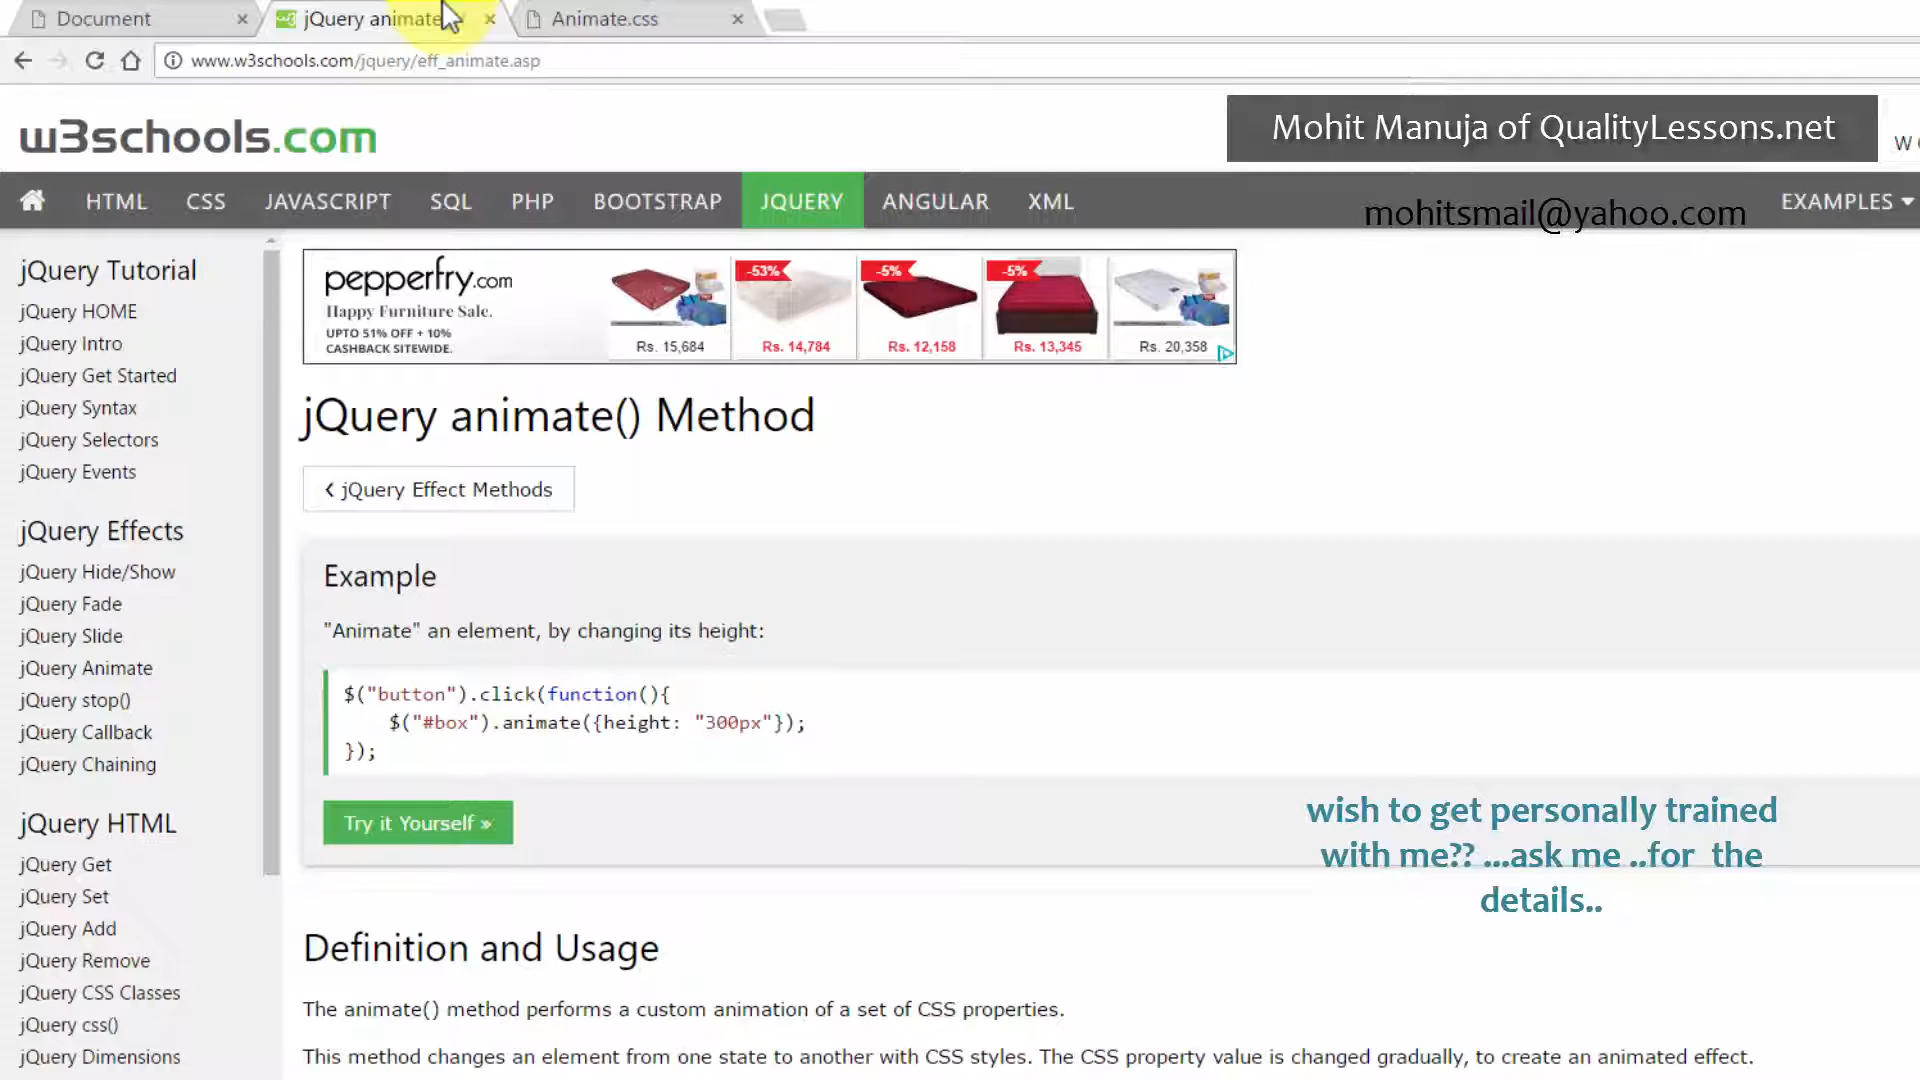 Document
jQuery animate
Animate.css
www.w3schools.com/jquery/eff_animate.asp
w3schools.com
Mohit Manuja of QualityLessons.net
HTML CSS JAVASCRIPT SQL PHP BOOTSTRAP JQUERY ANGULAR XML EXAMPLES
mohitsmail@yahoo.com
jQuery Tutorial
jQuery HOME
jQuery Intro
jQuery Get Started
jQuery Syntax
jQuery Selectors
jQuery Events
jQuery Effects
jQuery Hide/Show
jQuery Fade
jQuery Slide
jQuery Animate
jQuery stop()
jQuery Callback
jQuery Chaining
jQuery HTML
jQuery Get
jQuery Set
jQuery Add
jQuery Remove
jQuery CSS Classes
jQuery css()
jQuery Dimensions
pepperfry.com
Happy Furniture Sale.
UPTO 51% OFF + 10%
CASHBACK SITEWIDE.
-53% -5% -5%
Rs. 15,684 Rs. 14,784 Rs. 12,158 Rs. 13,345 Rs. 20,358
jQuery animate() Method
❮ jQuery Effect Methods
Example
"Animate" an element, by changing its height:
$("button").click(function(){
$("#box").animate({height: "300px"});
});
Try it Yourself »
wish to get personally trained
with me?? ...ask me ..for the
details..
Definition and Usage
The animate() method performs a custom animation of a set of CSS properties.
This method changes an element from one state to another with CSS styles. The CSS property value is changed gradually, to create an animated effect.